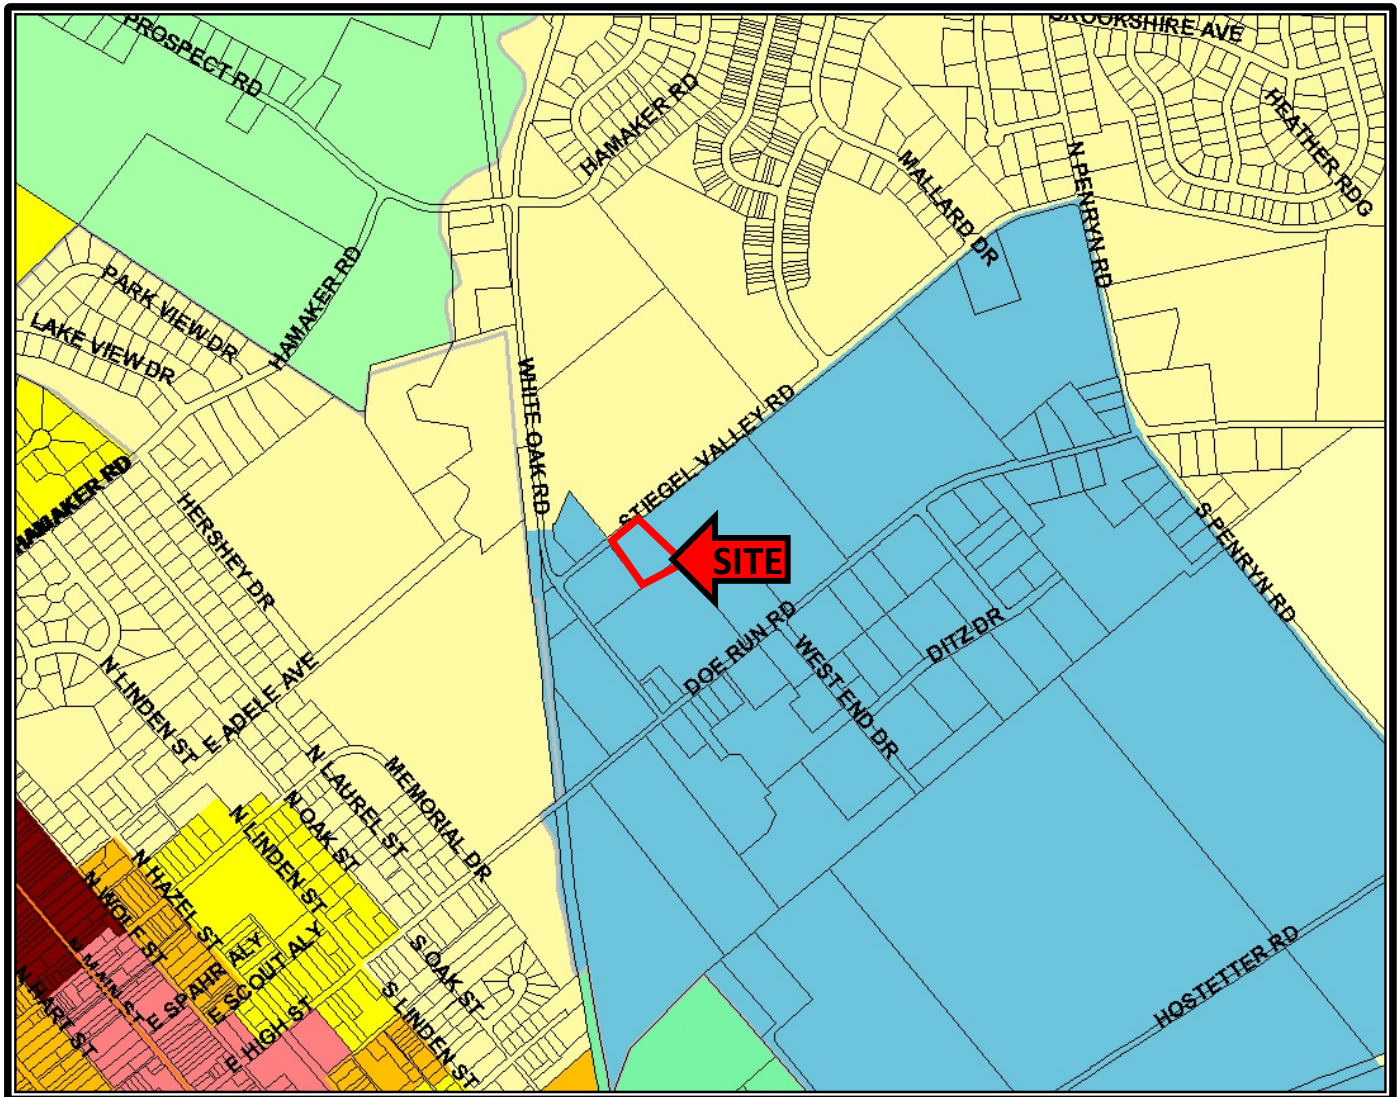 BROOKSHIRE AVE
PROSPECT RD
HAMAKER RD
HEATHER RDG
MALLARD DR
N PENRYN RD
HAMAKER RD
PARK VIEW DR
LAKE VIEW DR
WHITE OAK RD
STIEGEL VALLEY RD
HAMAKER RD
HERSHEY DR
S PENRYN RD
SITE
DOE RUN RD
DITZ DR
WEST END DR
N LINDEN ST
E ADELE AVE
N LAUREL ST
MEMORIAL DR
N OAK ST
N LINDEN ST
N HAZEL ST
N WOLF ST
E SPAHR ALY
E SCOUT ALY
S OAK ST
N MAIN ST
N HART ST
E HIGH ST
S LINDEN ST
HOSTETTER RD